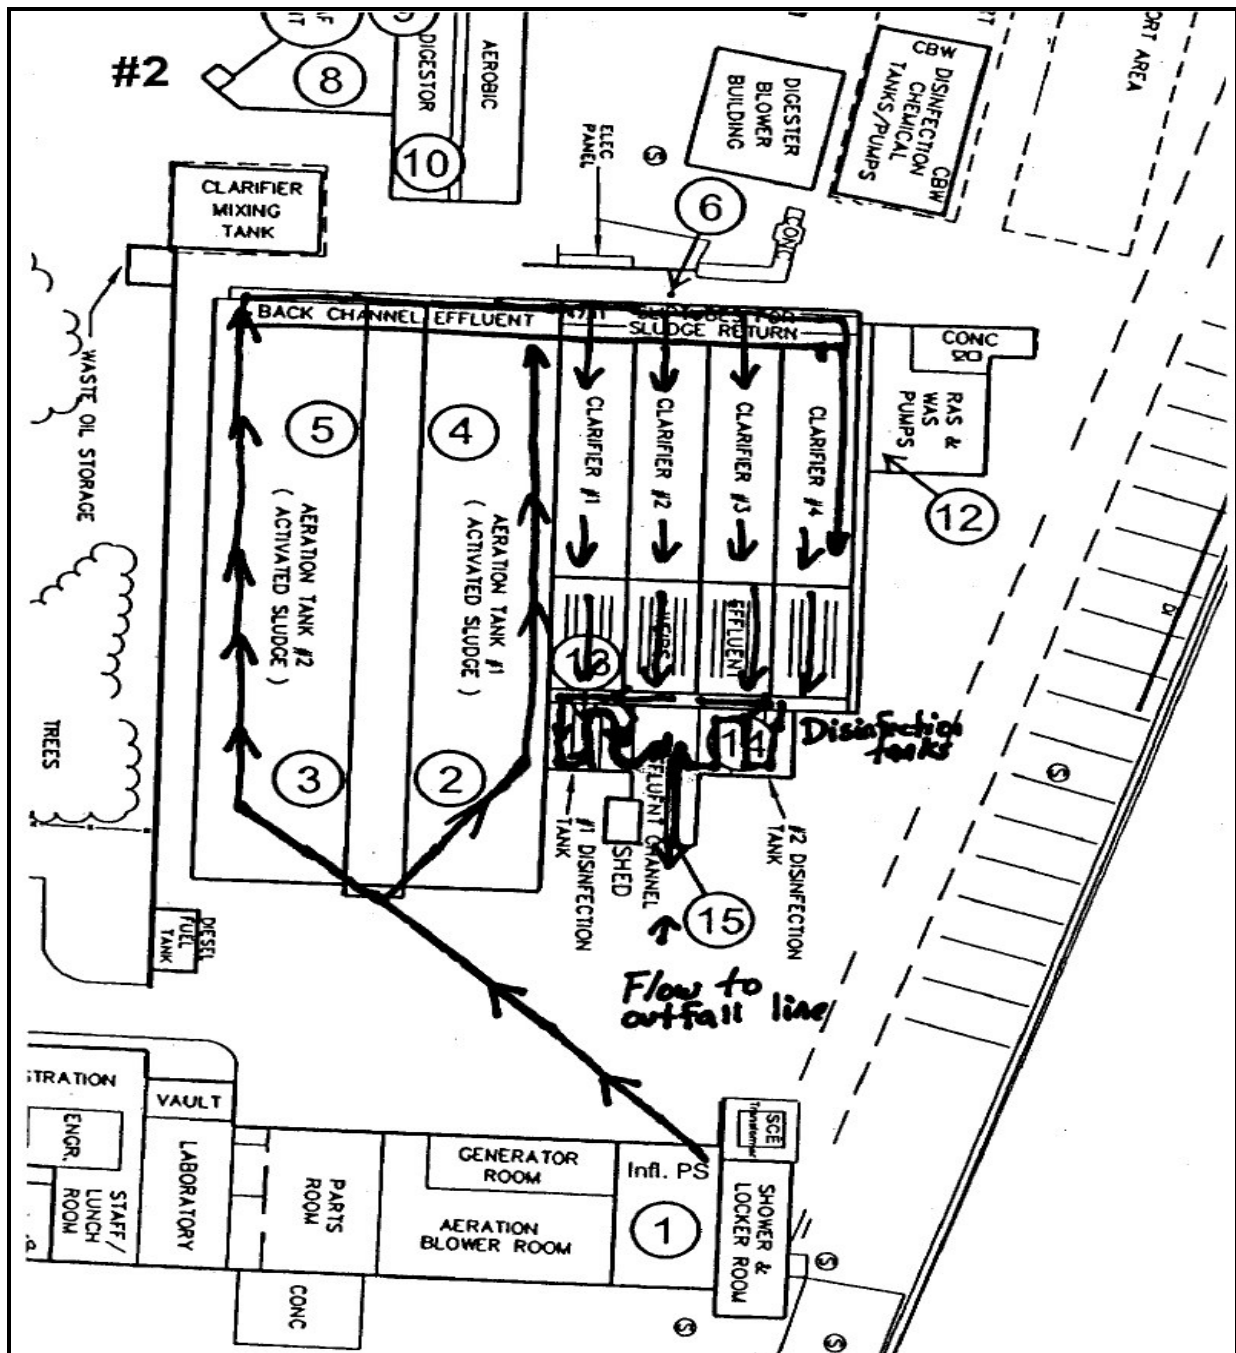 #2
8
DIGESTOR
AEROBIC
10
CLARIFIER
MIXING
TANK
ELEC
PANEL
S
6
DIGESTER
BLOWER
BUILDING
CBW
DISINFECTION
CHEMICAL
TANKS/PUMPS
CBW
CONC
WASTE OIL STORAGE
BACK CHANNEL EFFLUENT
SLUDGE RETURN
CONC
RAS &
WAS
PUMPS
12
5
4
AERATION TANK #2
( ACTIVATED SLUDGE )
AERATION TANK #1
( ACTIVATED SLUDGE )
CLARIFIER #1
CLARIFIER #2
CLARIFIER #3
CLARIFIER #4
WEIRS
EFFLUENT
13
14
Disinfection
tanks
TREES
3
2
#1 DISINFECTION
TANK
SHED
EFFLUENT CHANNEL
#2 DISINFECTION
TANK
S
15
Flow to
outfall line
DIESEL
FUEL
TANK
VAULT
ENGR.
STAFF/
LUNCH
ROOM
LABORATORY
PARTS
ROOM
CONC
GENERATOR
ROOM
AERATION
BLOWER ROOM
Infl. PS
1
SCE
Transformer
SHOWER &
LOCKER ROOM
S
S
S